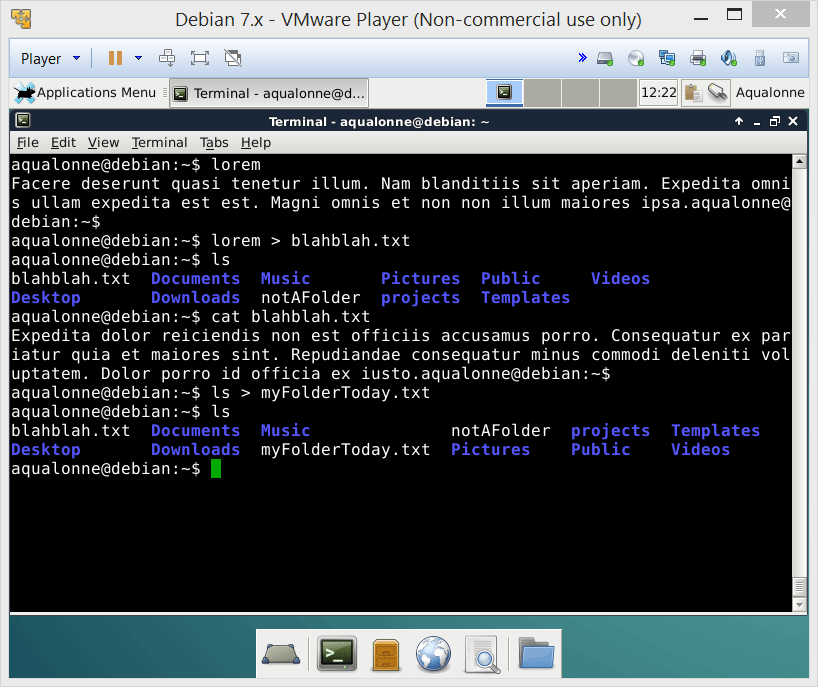 Debian 7.x - VMware Player (Non-commercial use only)
Player
Applications Menu
Terminal - aqualonne@d...
12:22
Aqualonne
Terminal - aqualonne@debian: ~
File Edit View Terminal Tabs Help
aqualonne@debian:~$ lorem
Facere deserunt quasi tenetur illum. Nam blanditiis sit aperiam. Expedita omni
s ullam expedita est est. Magni omnis et non non illum maiores ipsa.aqualonne@
debian:~$
aqualonne@debian:~$ lorem > blahblah.txt
aqualonne@debian:~$ ls
blahblah.txt  Documents  Music       Pictures  Public     Videos
Desktop       Downloads  notAFolder  projects  Templates
aqualonne@debian:~$ cat blahblah.txt
Expedita dolor reiciendis non est officiis accusamus porro. Consequatur ex par
iatur quia et maiores sint. Repudiandae consequatur minus commodi deleniti vol
uptatem. Dolor porro id officia ex iusto.aqualonne@debian:~$
aqualonne@debian:~$ ls > myFolderToday.txt
aqualonne@debian:~$ ls
blahblah.txt  Documents  Music              notAFolder  projects  Templates
Desktop       Downloads  myFolderToday.txt  Pictures    Public    Videos
aqualonne@debian:~$